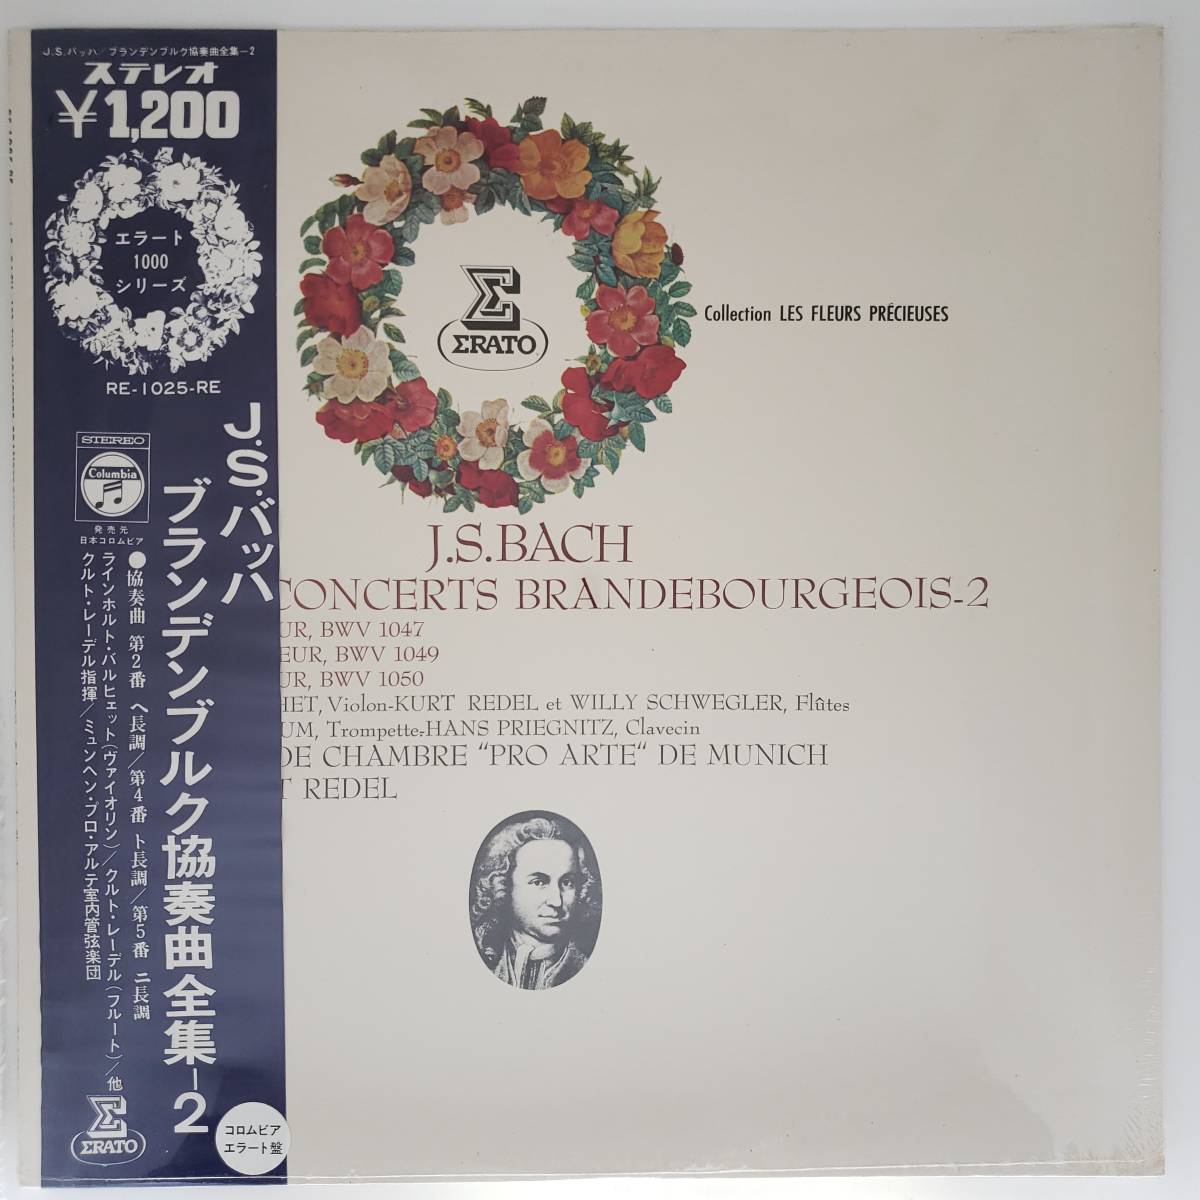 J.S.バッハ/ブランデンブルク協奏曲全集-2
ステレオ
¥1,200
エラート
1000
シリーズ
RE-1025-RE
J.S.バッハ
ブランデンブルク協奏曲全集-2
STEREO
Columbia
発売元
日本コロムビア
●協奏曲 第2番 ヘ長調/第4番 ト長調/第5番 ニ長調
ラインホルト・バルヒェット(ヴァイオリン)/クルト・レーデル(フルート)/他
クルト・レーデル指揮/ミュンヘン・プロ・アルテ室内管弦楽団
Σ
ΣRATO
コロムビア
エラート盤
Σ
ΣRATO
Collection LES FLEURS PRÉCIEUSES
J.S.BACH
CONCERTS BRANDEBOURGEOIS-2
UR, BWV 1047
EUR, BWV 1049
UR, BWV 1050
HET, Violon-KURT REDEL et WILLY SCHWEGLER, Flûtes
UM, Trompette-HANS PRIEGNITZ, Clavecin
DE CHAMBRE "PRO ARTE" DE MUNICH
T REDEL